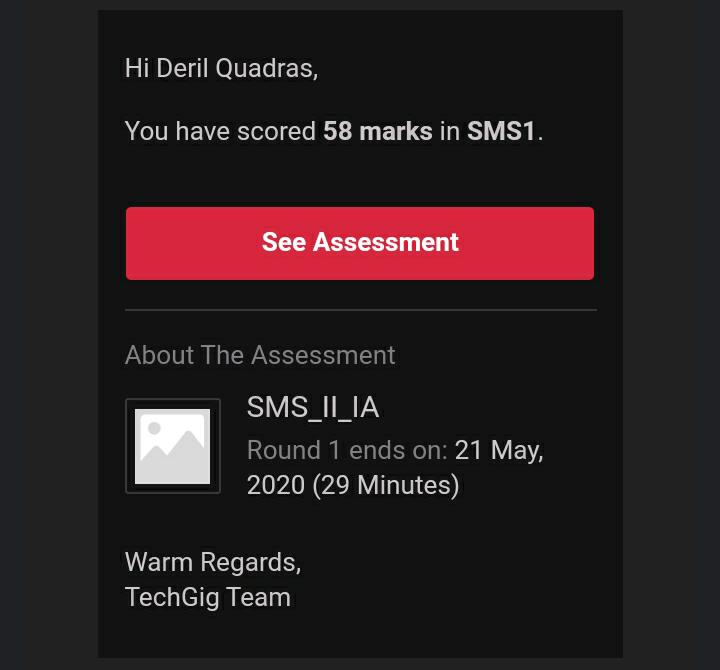 Hi Deril Quadras,
You have scored 58 marks in SMS1.
See Assessment
About The Assessment
SMS_II_IA
Round 1 ends on: 21 May,
2020 (29 Minutes)
Warm Regards,
TechGig Team